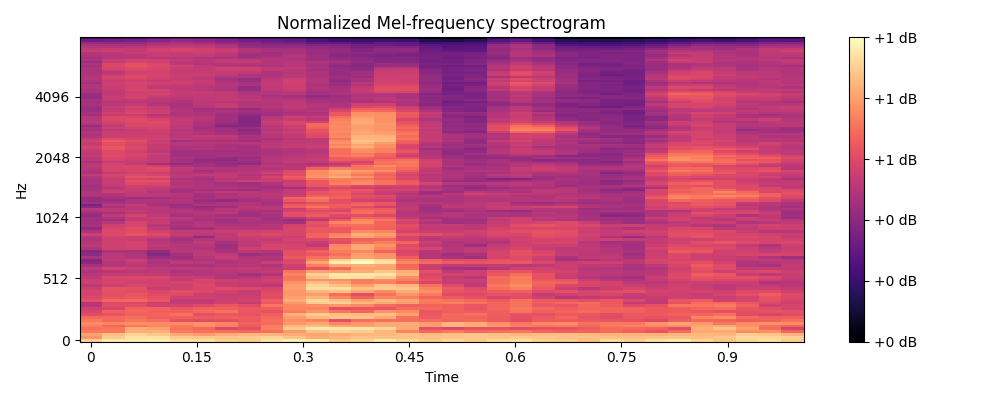 Normalized Mel-frequency spectrogram
Hz
4096
2048
1024
512
0
0 0.15 0.3 0.45 0.6 0.75 0.9
Time
+1 dB
+1 dB
+1 dB
+0 dB
+0 dB
+0 dB